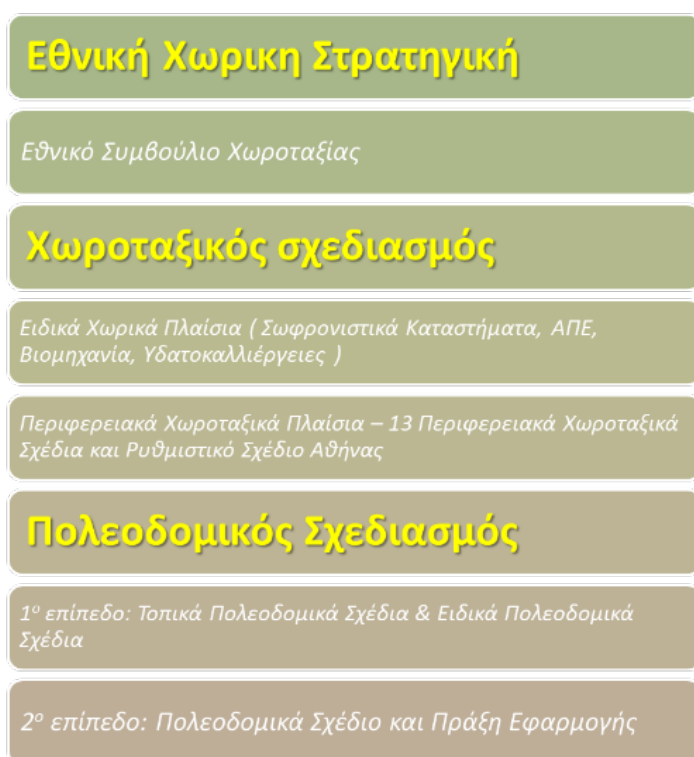 Εθνική Χωρικη Στρατηγική
Εθνικό Συμβούλιο Χωροταξίας
Χωροταξικός σχεδιασμός
Ειδικά Χωρικά Πλαίσια ( Σωφρονιστικά Καταστήματα, ΑΠΕ,
Βιομηχανία, Υδατοκαλλιέργειες )
Περιφερειακά Χωροταξικά Πλαίσια – 13 Περιφερειακά Χωροταξικά
Σχέδια και Ρυθμιστικό Σχέδιο Αθήνας
Πολεοδομικός Σχεδιασμός
1ο επίπεδο: Τοπικά Πολεοδομικά Σχέδια & Ειδικά Πολεοδομικά
Σχέδια
2ο επίπεδο: Πολεοδομικά Σχέδιο και Πράξη Εφαρμογής